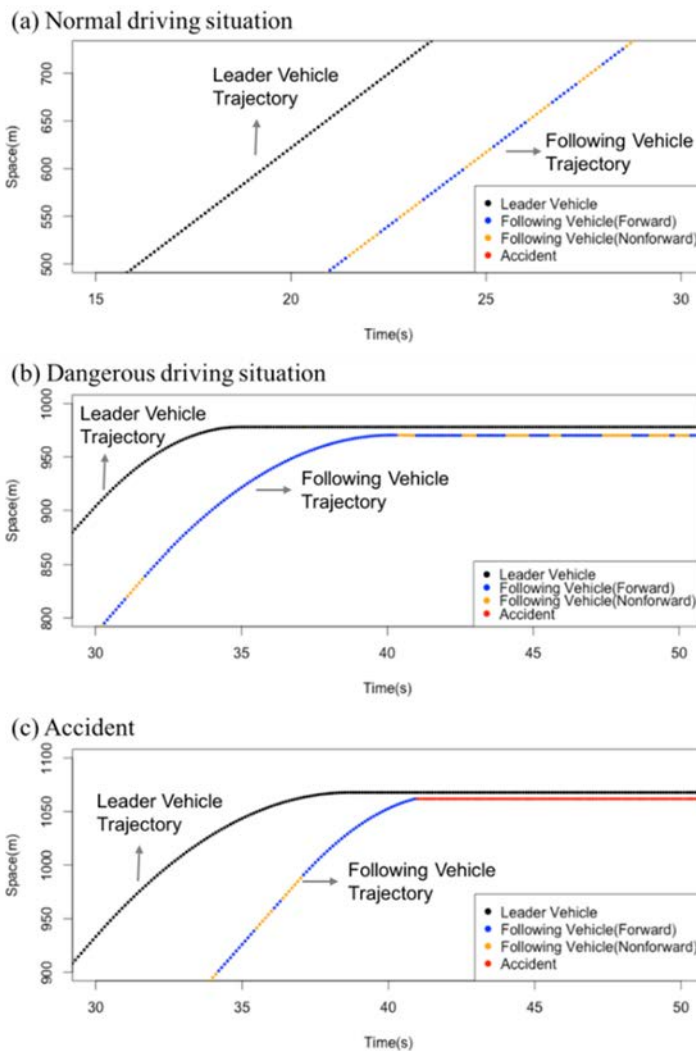 (a) Normal driving situation
Leader Vehicle
Trajectory
Following Vehicle
Trajectory
Space(m)
700
650
600
550
500
Leader Vehicle
Following Vehicle(Forward)
Following Vehicle(Nonforward)
Accident
15 20 25 30
Time(s)
(b) Dangerous driving situation
Leader Vehicle
Trajectory
Following Vehicle
Trajectory
Space(m)
1000
950
900
850
800
Leader Vehicle
Following Vehicle(Forward)
Following Vehicle(Nonforward)
Accident
30 35 40 45 50
Time(s)
(c) Accident
Leader Vehicle
Trajectory
Following Vehicle
Trajectory
Space(m)
1100
1050
1000
950
900
Leader Vehicle
Following Vehicle(Forward)
Following Vehicle(Nonforward)
Accident
30 35 40 45 50
Time(s)